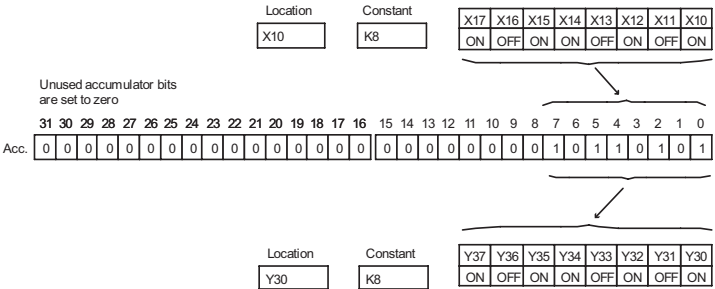 Location Constant X17 X16 X15 X14 X13 X12 X11 X10
X10 K8 ON OFF ON ON OFF ON OFF ON
Unused accumulator bits
are set to zero
31 30 29 28 27 26 25 24 23 22 21 20 19 18 17 16 15 14 13 12 11 10 9 8 7 6 5 4 3 2 1 0
Acc. 0 0 0 0 0 0 0 0 0 0 0 0 0 0 0 0 0 0 0 0 0 0 0 0 1 0 1 1 0 1 0 1
Location Constant Y37 Y36 Y35 Y34 Y33 Y32 Y31 Y30
Y30 K8 ON OFF ON ON OFF ON OFF ON